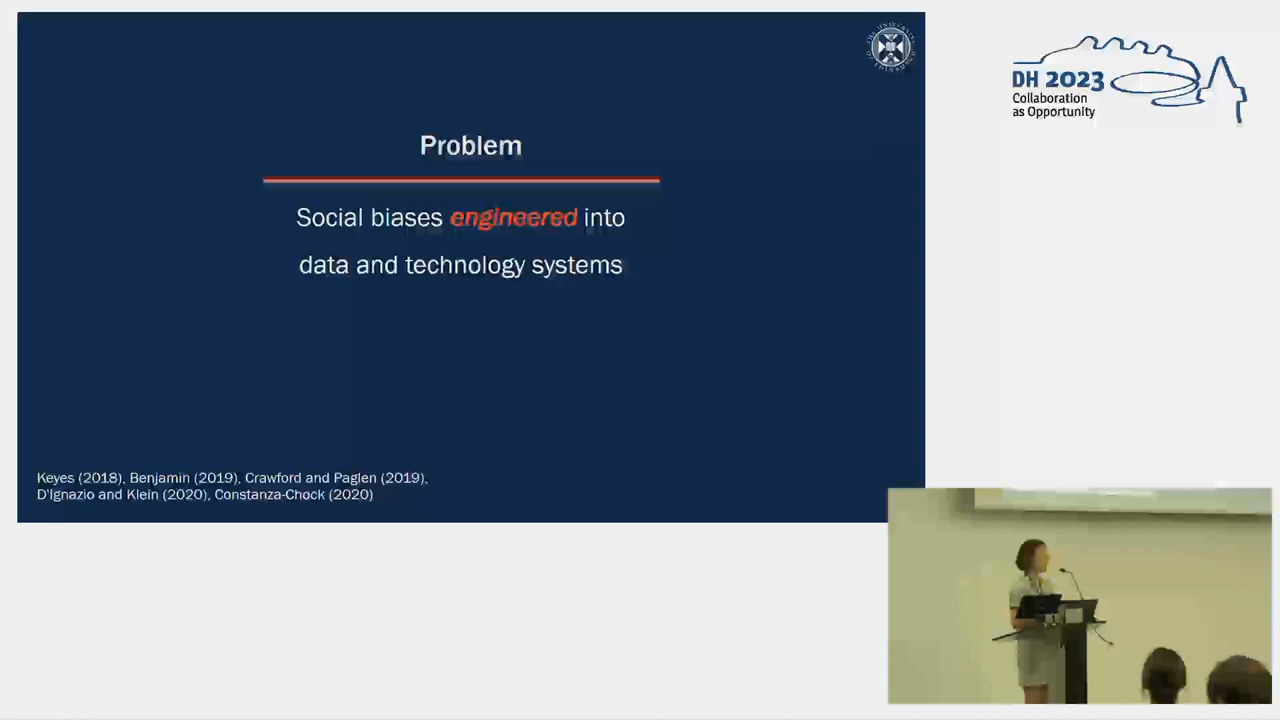 Problem
Social biases engineered into
data and technology systems
Keyes (2018), Benjamin (2019), Crawford and Paglen (2019),
D'Ignazio and Klein (2020), Constanza-Chock (2020)
DH 2023
Collaboration
as Opportunity